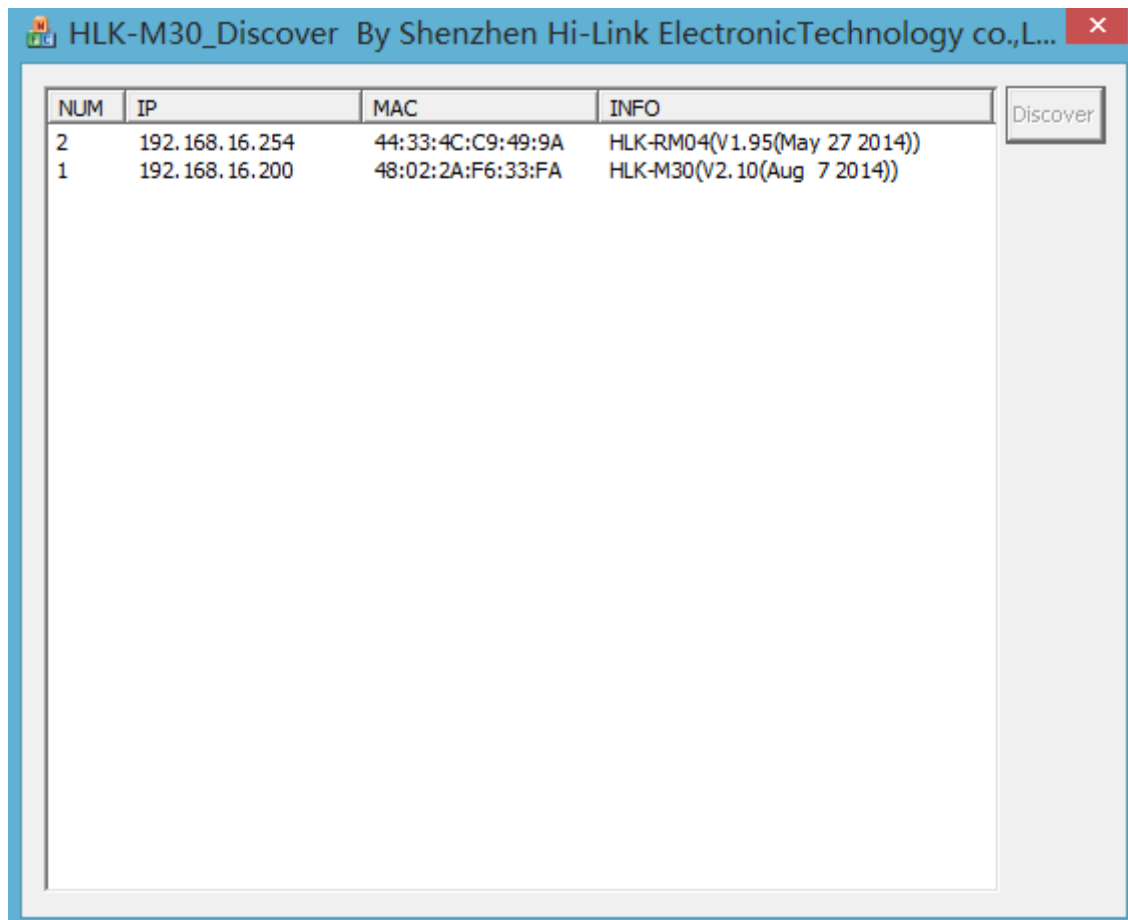 HLK-M30_Discover By Shenzhen Hi-Link ElectronicTechnology co.,L...
NUM IP MAC INFO Discover
2 192.168.16.254 44:33:4C:C9:49:9A HLK-RM04(V1.95(May 27 2014))
1 192.168.16.200 48:02:2A:F6:33:FA HLK-M30(V2.10(Aug 7 2014))